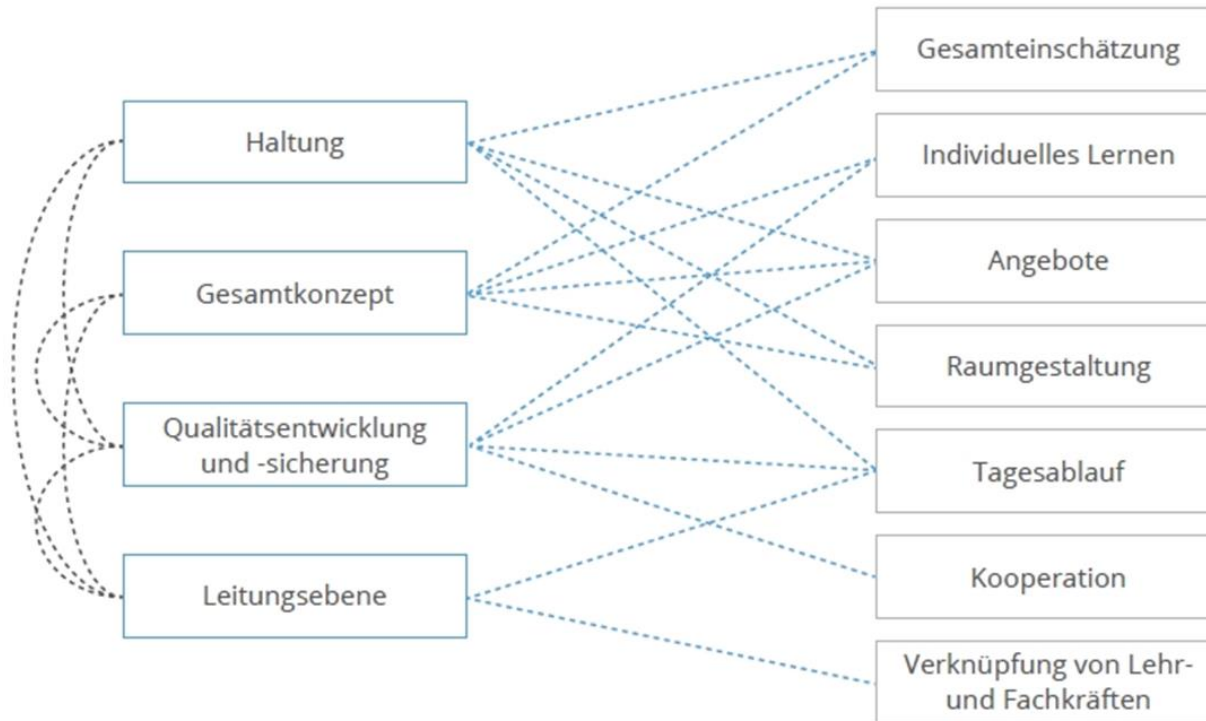 Haltung
Gesamtkonzept
Qualitätsentwicklung
und -sicherung
Leitungsebene
Gesamteinschätzung
Individuelles Lernen
Angebote
Raumgestaltung
Tagesablauf
Kooperation
Verknüpfung von Lehr-
und Fachkräften